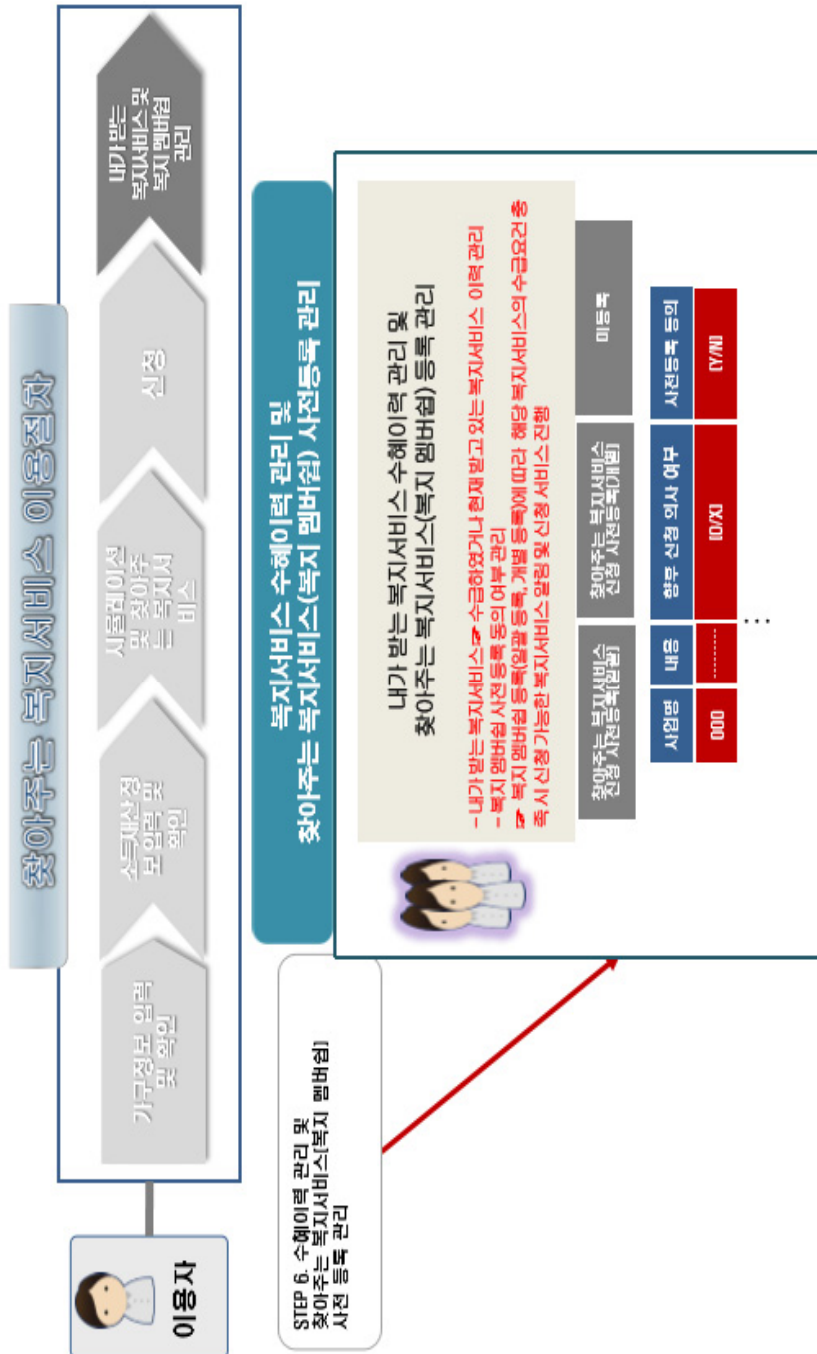 찾아주는 복지서비스 이용절차
이용자
가구정보 입력
및 확인
소득재산 정
보 입력 및
확인
시뮬레이션
및 찾아주
는 복지서
비스
신청
내가 받는
복지서비스 및
복지 멤버쉽
관리
STEP 6. 수혜이력 관리 및
찾아주는 복지서비스(복지 멤버쉽)
사전 등록 관리
복지서비스 수혜이력 관리 및
찾아주는 복지서비스(복지 멤버쉽) 사전등록 관리
내가 받는 복지서비스 수혜이력 관리 및
찾아주는 복지서비스(복지 멤버쉽) 등록 관리
- 내가 받는 복지서비스☞ 수급하였거나 현재 받고 있는 복지서비스 이력 관리
- 복지 멤버쉽 사전등록 동의 여부 관리
☞ 복지 멤버쉽 등록(일괄 등록, 개별 등록)에 따라 해당 복지서비스의 수급요건 충
족 시 신청 가능한 복지서비스 알림 및 신청 서비스 진행
찾아주는 복지서비스
신청 사전등록(일괄)
찾아주는 복지서비스
신청 사전등록(개별)
미등록
사업명 내용 향후 신청 의사 여부 사전등록 동의
OOO --------- [O/X] [Y/N]
⋮